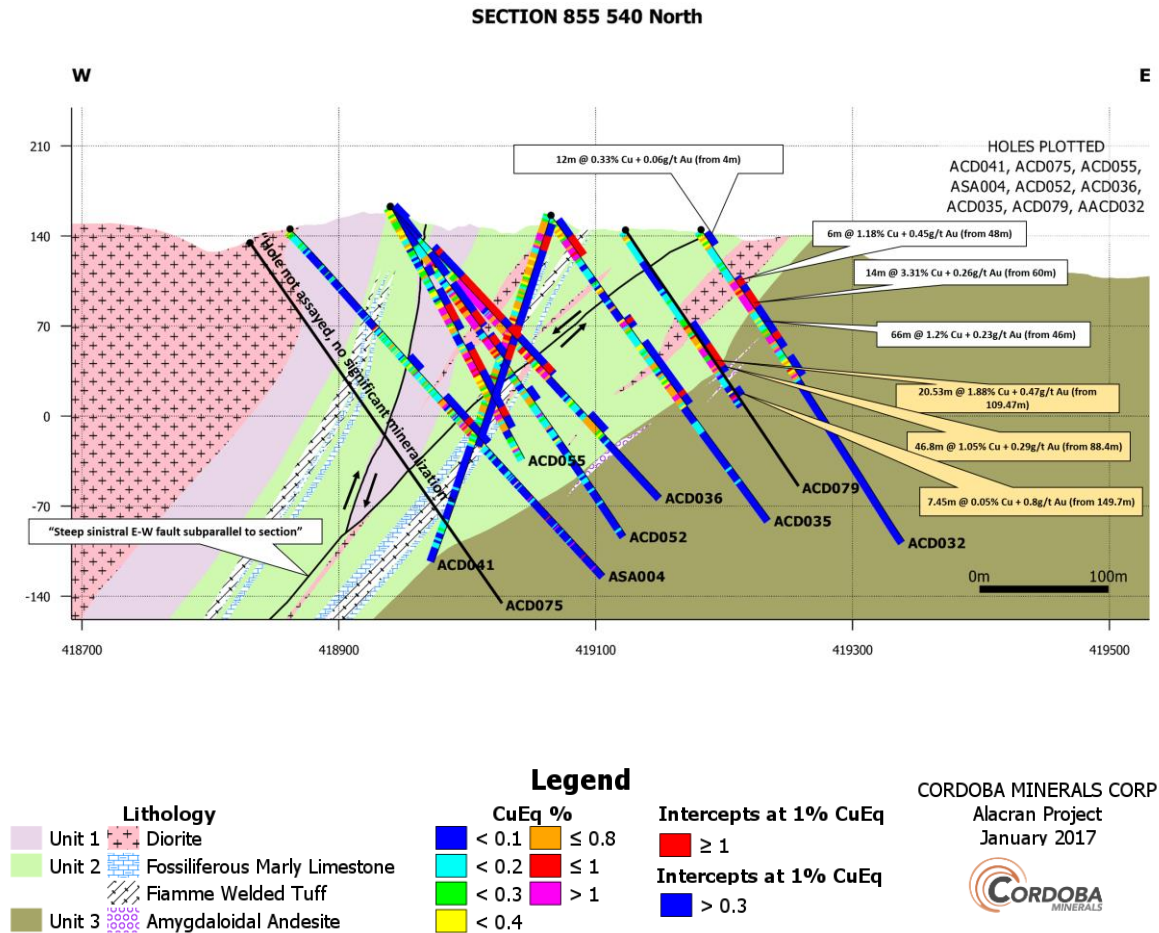 SECTION 855 540 North
W
E
210
140
70
0
-70
-140
418700
418900
419100
419300
419500
HOLES PLOTTED
ACD041, ACD075, ACD055,
ASA004, ACD052, ACD036,
ACD035, ACD079, AACD032
12m @ 0.33% Cu + 0.06g/t Au (from 4m)
6m @ 1.18% Cu + 0.45g/t Au (from 48m)
14m @ 3.31% Cu + 0.26g/t Au (from 60m)
66m @ 1.2% Cu + 0.23g/t Au (from 46m)
20.53m @ 1.88% Cu + 0.47g/t Au (from
109.47m)
46.8m @ 1.05% Cu + 0.29g/t Au (from 88.4m)
7.45m @ 0.05% Cu + 0.8g/t Au (from 149.7m)
"Hole not assayed, no significant mineralization"
"Steep sinistral E-W fault subparallel to section"
ACD055
ACD036
ACD079
ACD035
ACD052
ACD032
ACD041
ASA004
ACD075
0m 100m
Legend
Lithology
Unit 1
Unit 2
Unit 3
Diorite
Fossiliferous Marly Limestone
Fiamme Welded Tuff
Amygdaloidal Andesite
CuEq %
< 0.1
< 0.2
< 0.3
< 0.4
≤ 0.8
≤ 1
> 1
Intercepts at 1% CuEq
≥ 1
Intercepts at 1% CuEq
> 0.3
CORDOBA MINERALS CORP
Alacran Project
January 2017
CORDOBA
MINERALS